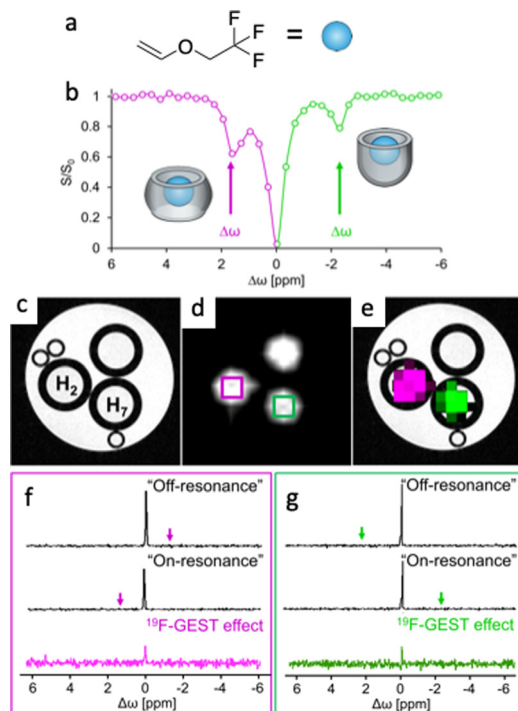 a
F
F
O
F
=
b
1
0.8
0.6
0.4
0.2
0
S/S₀
Δω
Δω
6 4 2 0 -2 -4 -6
Δω [ppm]
c d e
H₂
H₇
f
"Off-resonance"
"On-resonance"
¹⁹F-GEST effect
6 4 2 0 -2 -4 -6
Δω [ppm]
g
"Off-resonance"
"On-resonance"
¹⁹F-GEST effect
6 4 2 0 -2 -4 -6
Δω [ppm]